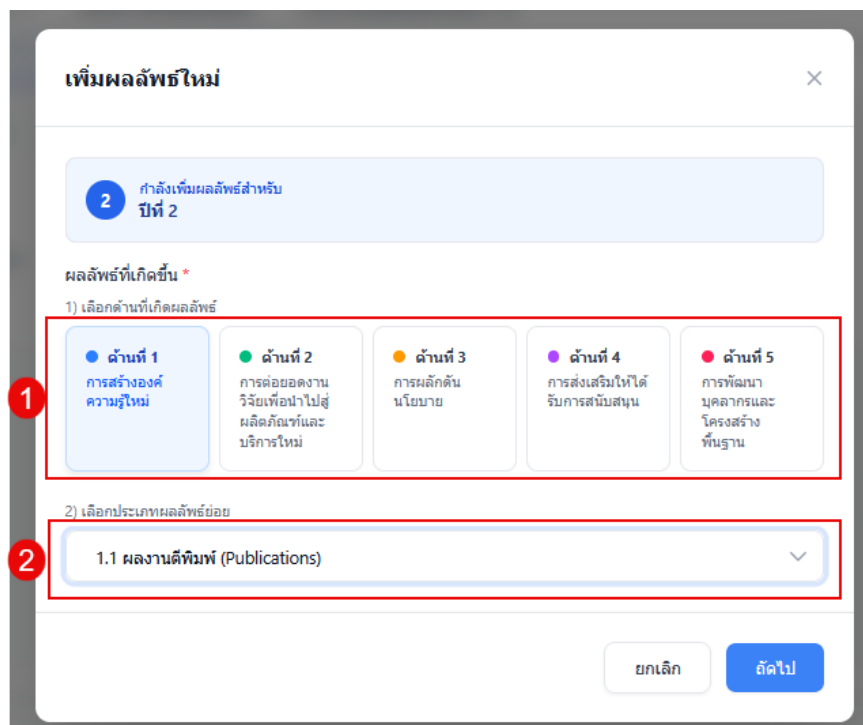 เพิ่มผลลัพธ์ใหม่
2
กำลังเพิ่มผลลัพธ์สำหรับ
ปีที่ 2
ผลลัพธ์ที่เกิดขึ้น *
1) เลือกด้านที่เกิดผลลัพธ์
1
ด้านที่ 1
การสร้างองค์
ความรู้ใหม่
ด้านที่ 2
การต่อยอดงาน
วิจัยเพื่อนำไปสู่
ผลิตภัณฑ์และ
บริการใหม่
ด้านที่ 3
การผลักดัน
นโยบาย
ด้านที่ 4
การส่งเสริมให้ได้
รับการสนับสนุน
ด้านที่ 5
การพัฒนา
บุคลากรและ
โครงสร้าง
พื้นฐาน
2) เลือกประเภทผลลัพธ์ย่อย
2
1.1 ผลงานตีพิมพ์ (Publications)
ยกเลิก
ถัดไป